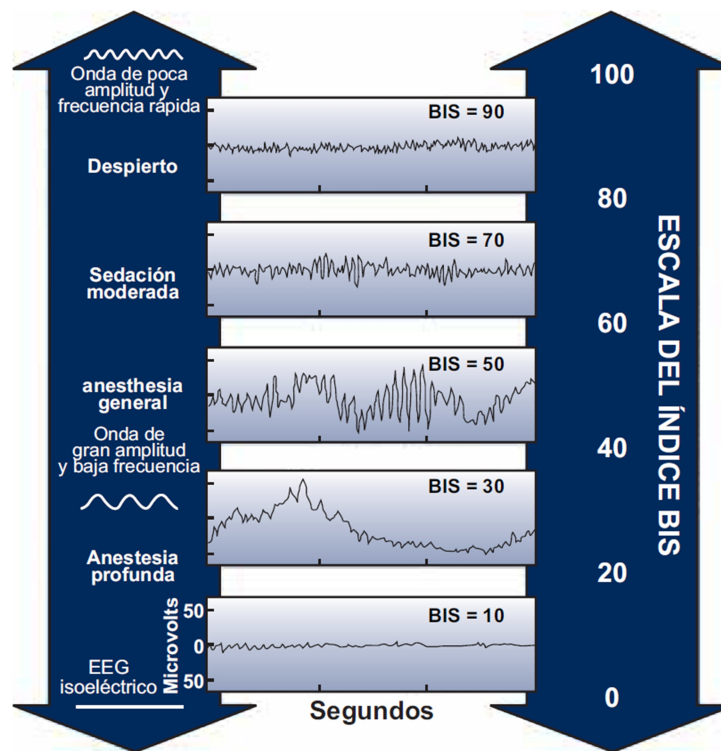 Onda de poca
amplitud y
frecuencia rápida
Despierto
Sedación
moderada
anesthesia
general
Onda de
gran amplitud
y baja frecuencia
Anestesia
profunda
EEG
isoeléctrico
BIS = 90
BIS = 70
BIS = 50
BIS = 30
BIS = 10
Microvolts
50
0
50
Segundos
100
80
60
40
20
0
ESCALA DEL ÍNDICE BIS